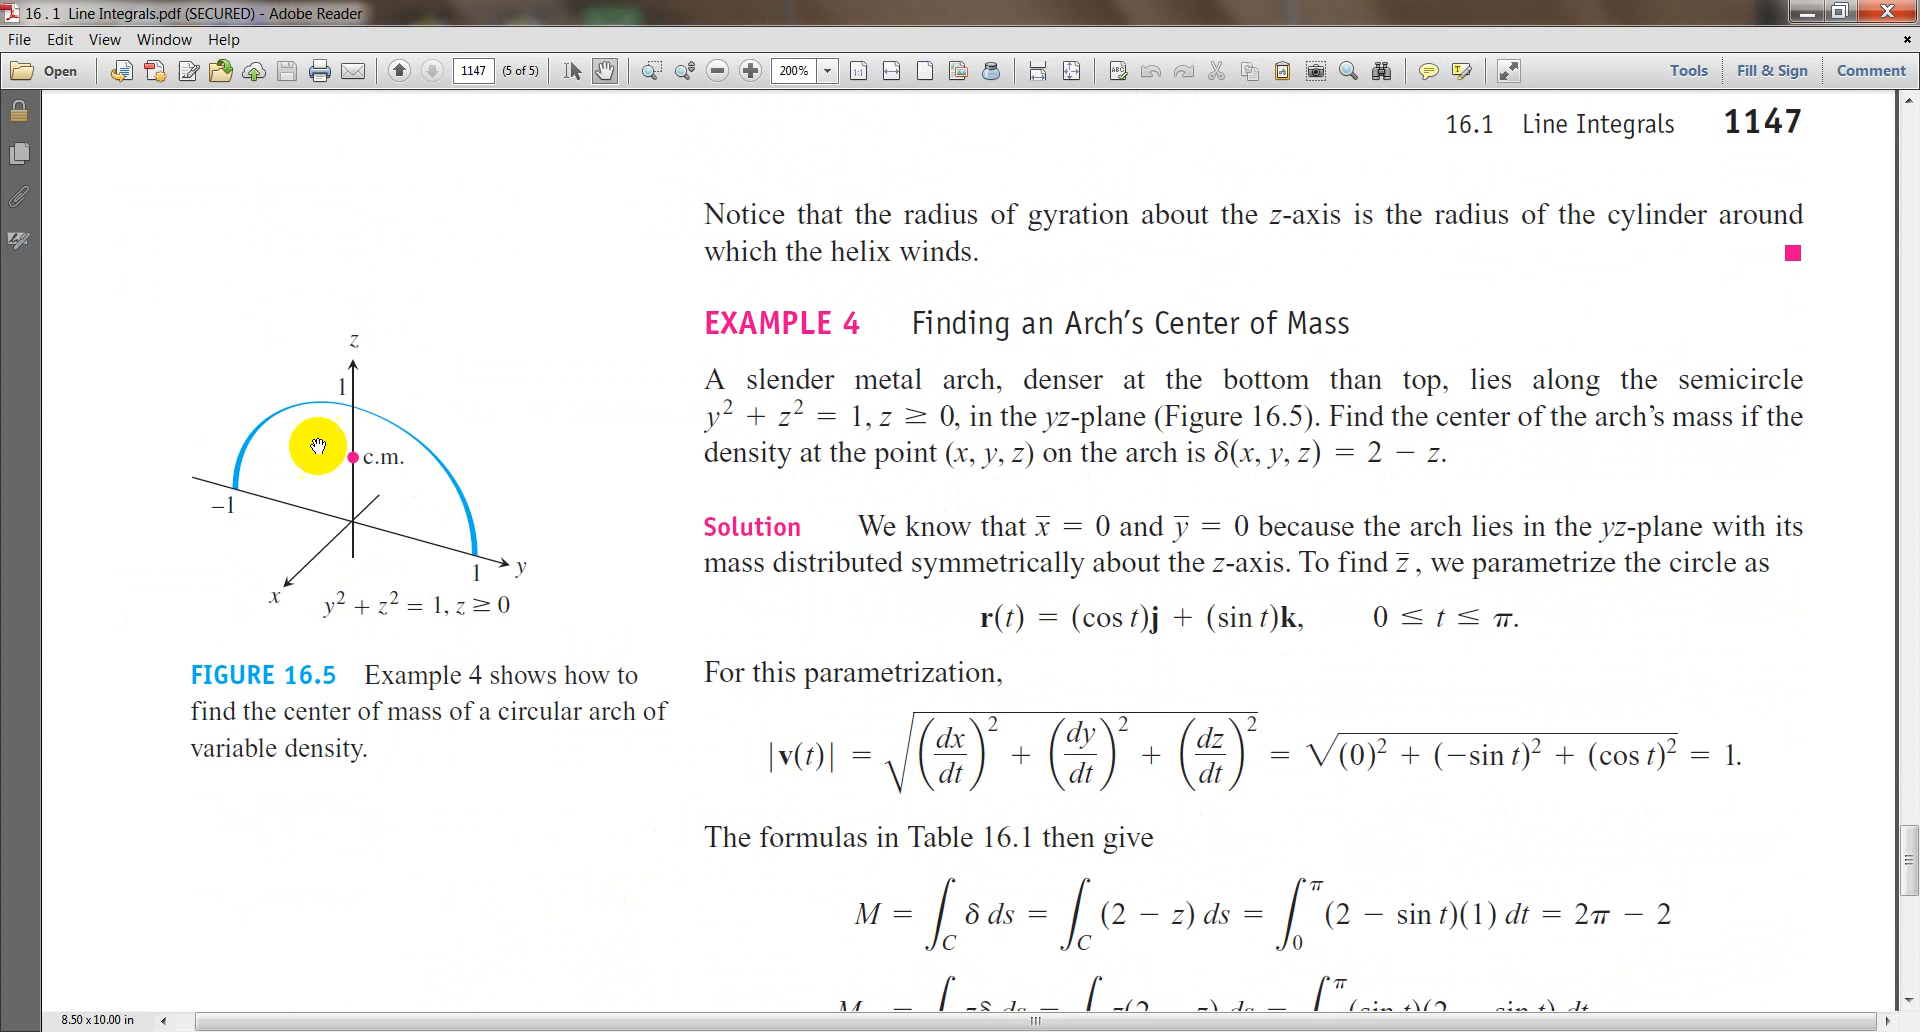 16 . 1 Line Integrals.pdf (SECURED) - Adobe Reader
File Edit View Window Help
Open 1147 (5 of 5) 200% Tools Fill & Sign Comment
16.1 Line Integrals 1147
Notice that the radius of gyration about the z-axis is the radius of the cylinder around
which the helix winds.
EXAMPLE 4 Finding an Arch's Center of Mass
A slender metal arch, denser at the bottom than top, lies along the semicircle
y² + z² = 1, z ≥ 0, in the yz-plane (Figure 16.5). Find the center of the arch's mass if the
density at the point (x, y, z) on the arch is δ(x, y, z) = 2 − z.
z
1
c.m.
−1
1
y
x
y² + z² = 1, z ≥ 0
FIGURE 16.5 Example 4 shows how to
find the center of mass of a circular arch of
variable density.
Solution We know that x̄ = 0 and ȳ = 0 because the arch lies in the yz-plane with its
mass distributed symmetrically about the z-axis. To find z̄, we parametrize the circle as
r(t) = (cos t)j + (sin t)k, 0 ≤ t ≤ π.
For this parametrization,
|v(t)| = √((dx/dt)² + (dy/dt)² + (dz/dt)²) = √((0)² + (−sin t)² + (cos t)²) = 1.
The formulas in Table 16.1 then give
M = ∫_C δ ds = ∫_C (2 − z) ds = ∫_0^π (2 − sin t)(1) dt = 2π − 2
8.50 x 10.00 in